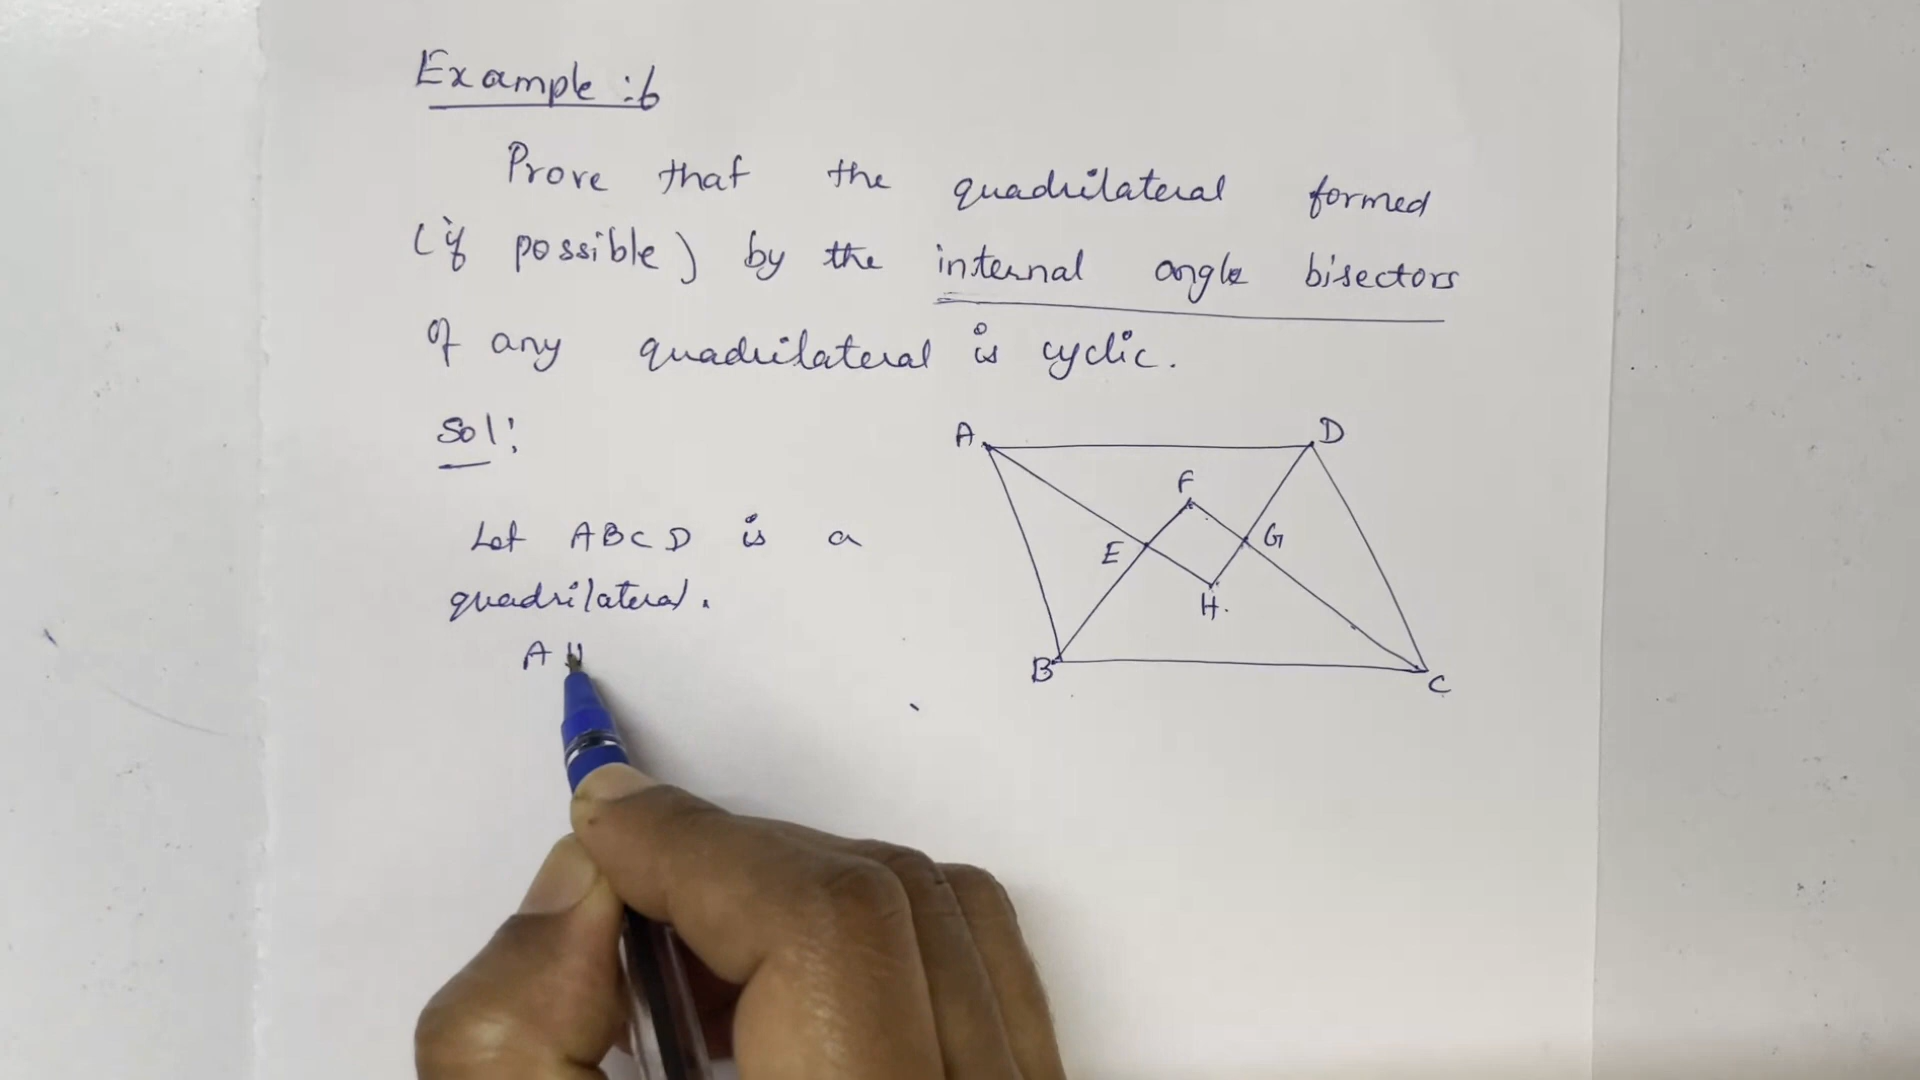 Example :6
Prove that the quadrilateral formed
(if possible) by the internal angle bisectors
of any quadrilateral is cyclic.
Sol:
Let ABCD is a
quadrilateral.
A H
A
D
F
E
G
H.
B
C